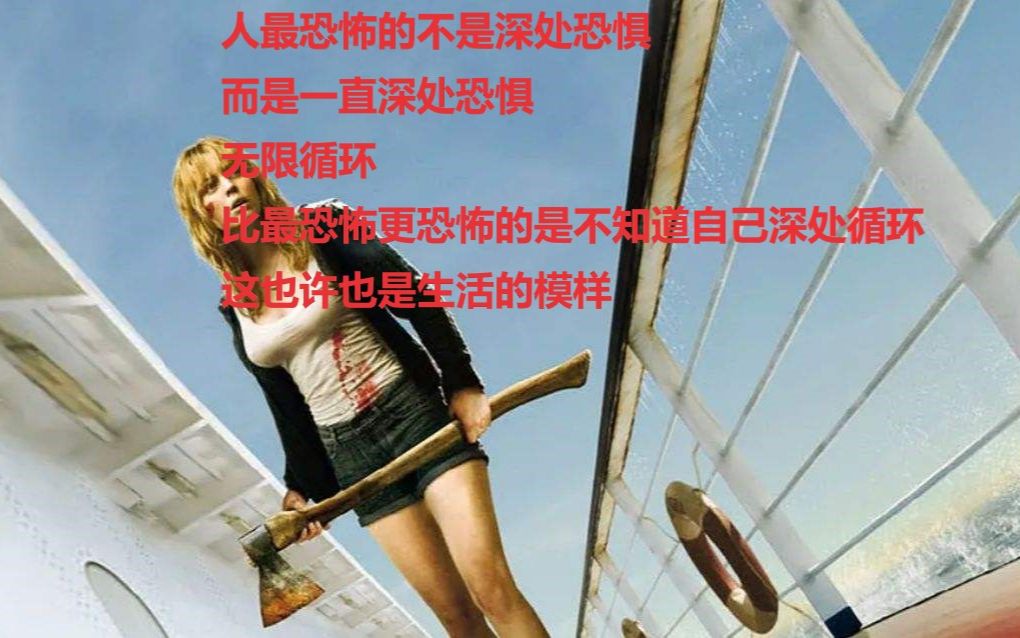 人最恐怖的不是深处恐惧
而是一直深处恐惧
无限循环
比最恐怖更恐怖的是不知道自己深处循环
这也许也是生活的模样